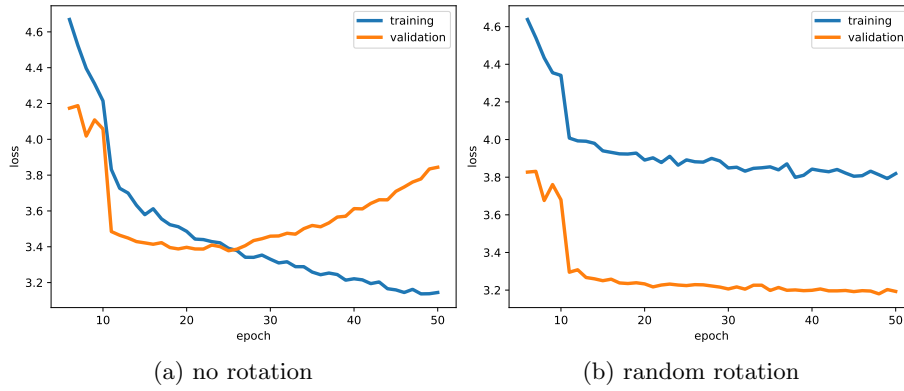 training
validation
4.6
4.4
4.2
4.0
3.8
3.6
3.4
3.2
loss
10
20
30
40
50
epoch
(a) no rotation
training
validation
4.6
4.4
4.2
4.0
3.8
3.6
3.4
3.2
loss
10
20
30
40
50
epoch
(b) random rotation